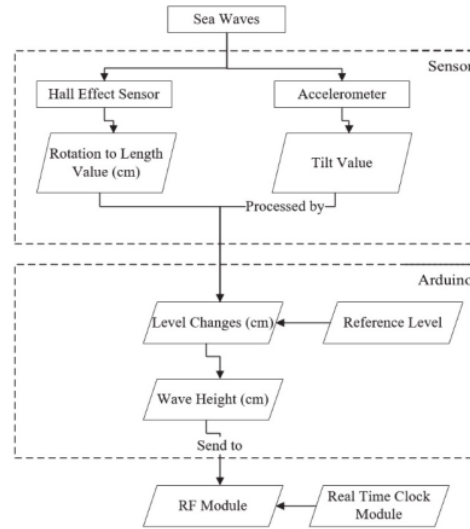 Sea Waves
Sensor
Hall Effect Sensor
Accelerometer
Rotation to Length
Value (cm)
Tilt Value
Processed by
Arduino
Level Changes (cm)
Reference Level
Wave Height (cm)
Send to
RF Module
Real Time Clock
Module